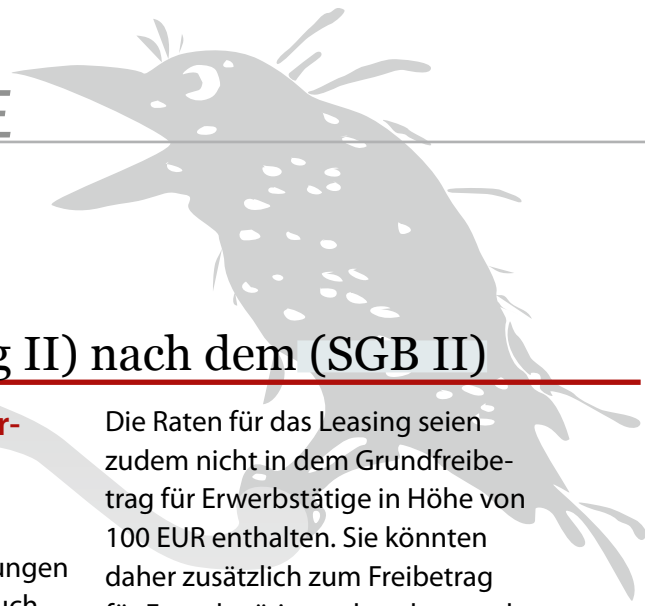 E
g II) nach dem (SGB II)
r-
ungen
Die Raten für das Leasing seien
zudem nicht in dem Grundfreibe-
trag für Erwerbstätige in Höhe von
100 EUR enthalten. Sie könnten
daher zusätzlich zum Freibetrag